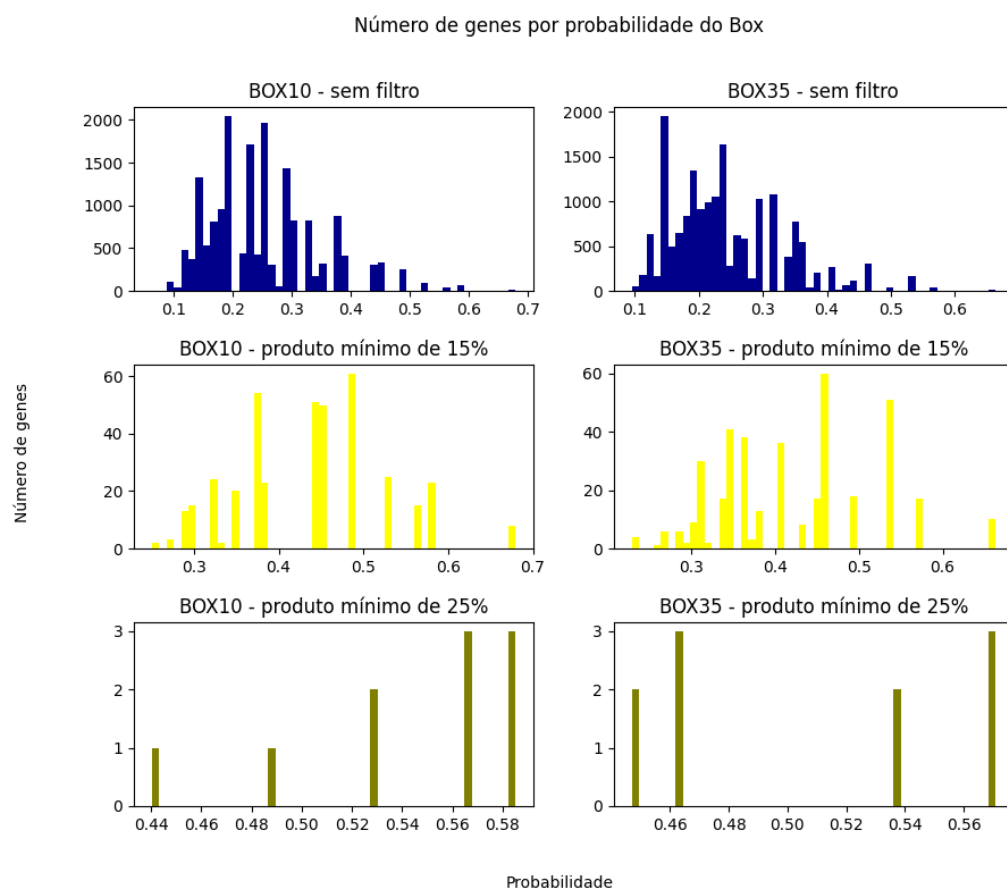 Número de genes por probabilidade do Box
BOX10 - sem filtro
2000
1500
1000
500
0
0.1 0.2 0.3 0.4 0.5 0.6 0.7
BOX35 - sem filtro
2000
1500
1000
500
0
0.1 0.2 0.3 0.4 0.5 0.6
BOX10 - produto mínimo de 15%
60
40
20
0
0.3 0.4 0.5 0.6 0.7
BOX35 - produto mínimo de 15%
60
40
20
0
0.3 0.4 0.5 0.6
BOX10 - produto mínimo de 25%
3
2
1
0
0.44 0.46 0.48 0.50 0.52 0.54 0.56 0.58
BOX35 - produto mínimo de 25%
3
2
1
0
0.46 0.48 0.50 0.52 0.54 0.56
Número de genes
Probabilidade